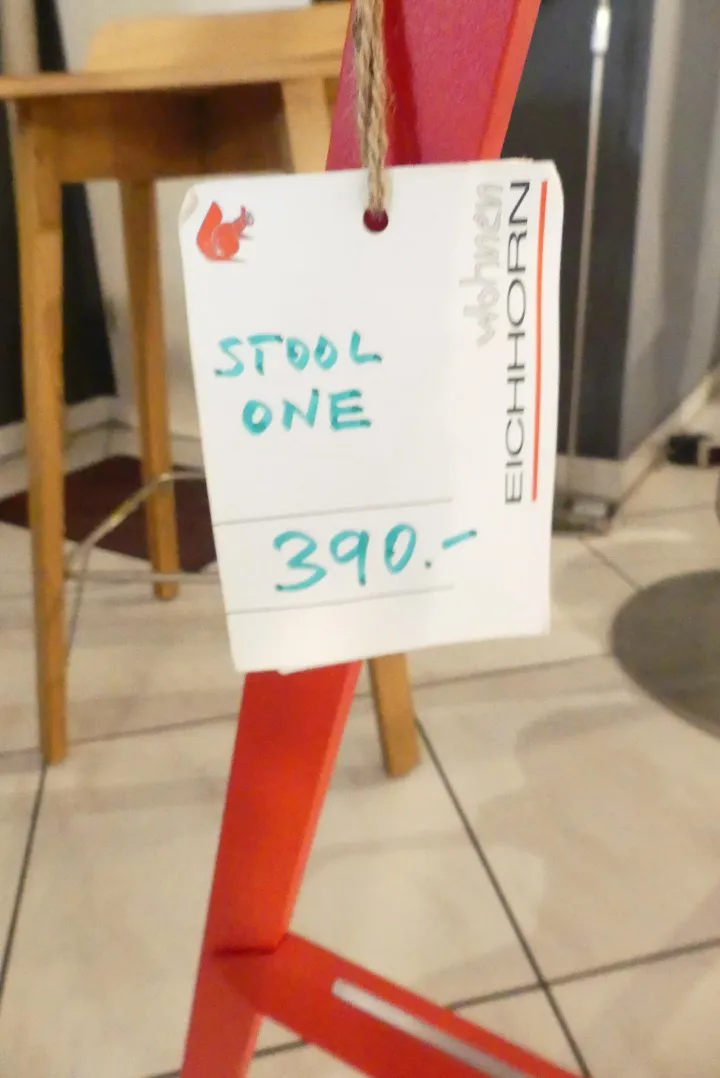 STOOL
ONE
390.-
wohnen
EICHHORN